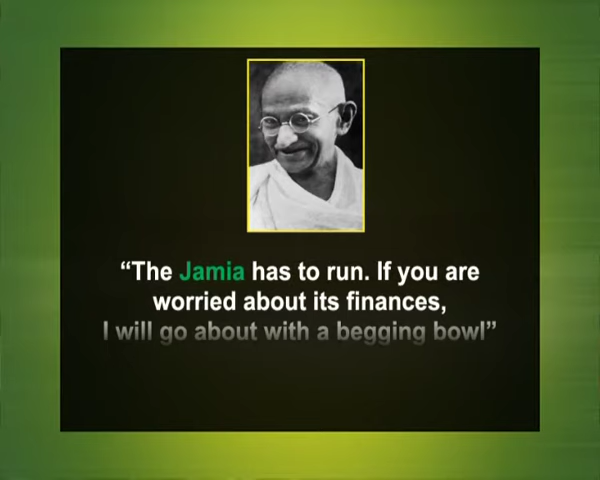 “The Jamia has to run. If you are
worried about its finances,
I will go about with a begging bowl”